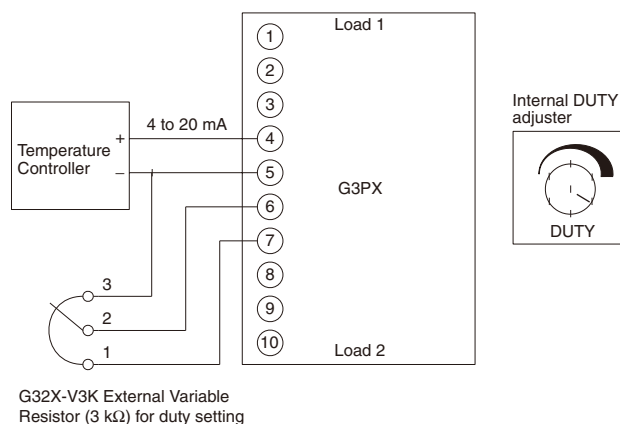 Load 1
1
2
3
4
5
6
7
8
9
10
G3PX
Load 2
4 to 20 mA
Temperature
Controller
+
−
3
2
1
G32X-V3K External Variable
Resistor (3 kΩ) for duty setting
Internal DUTY
adjuster
DUTY